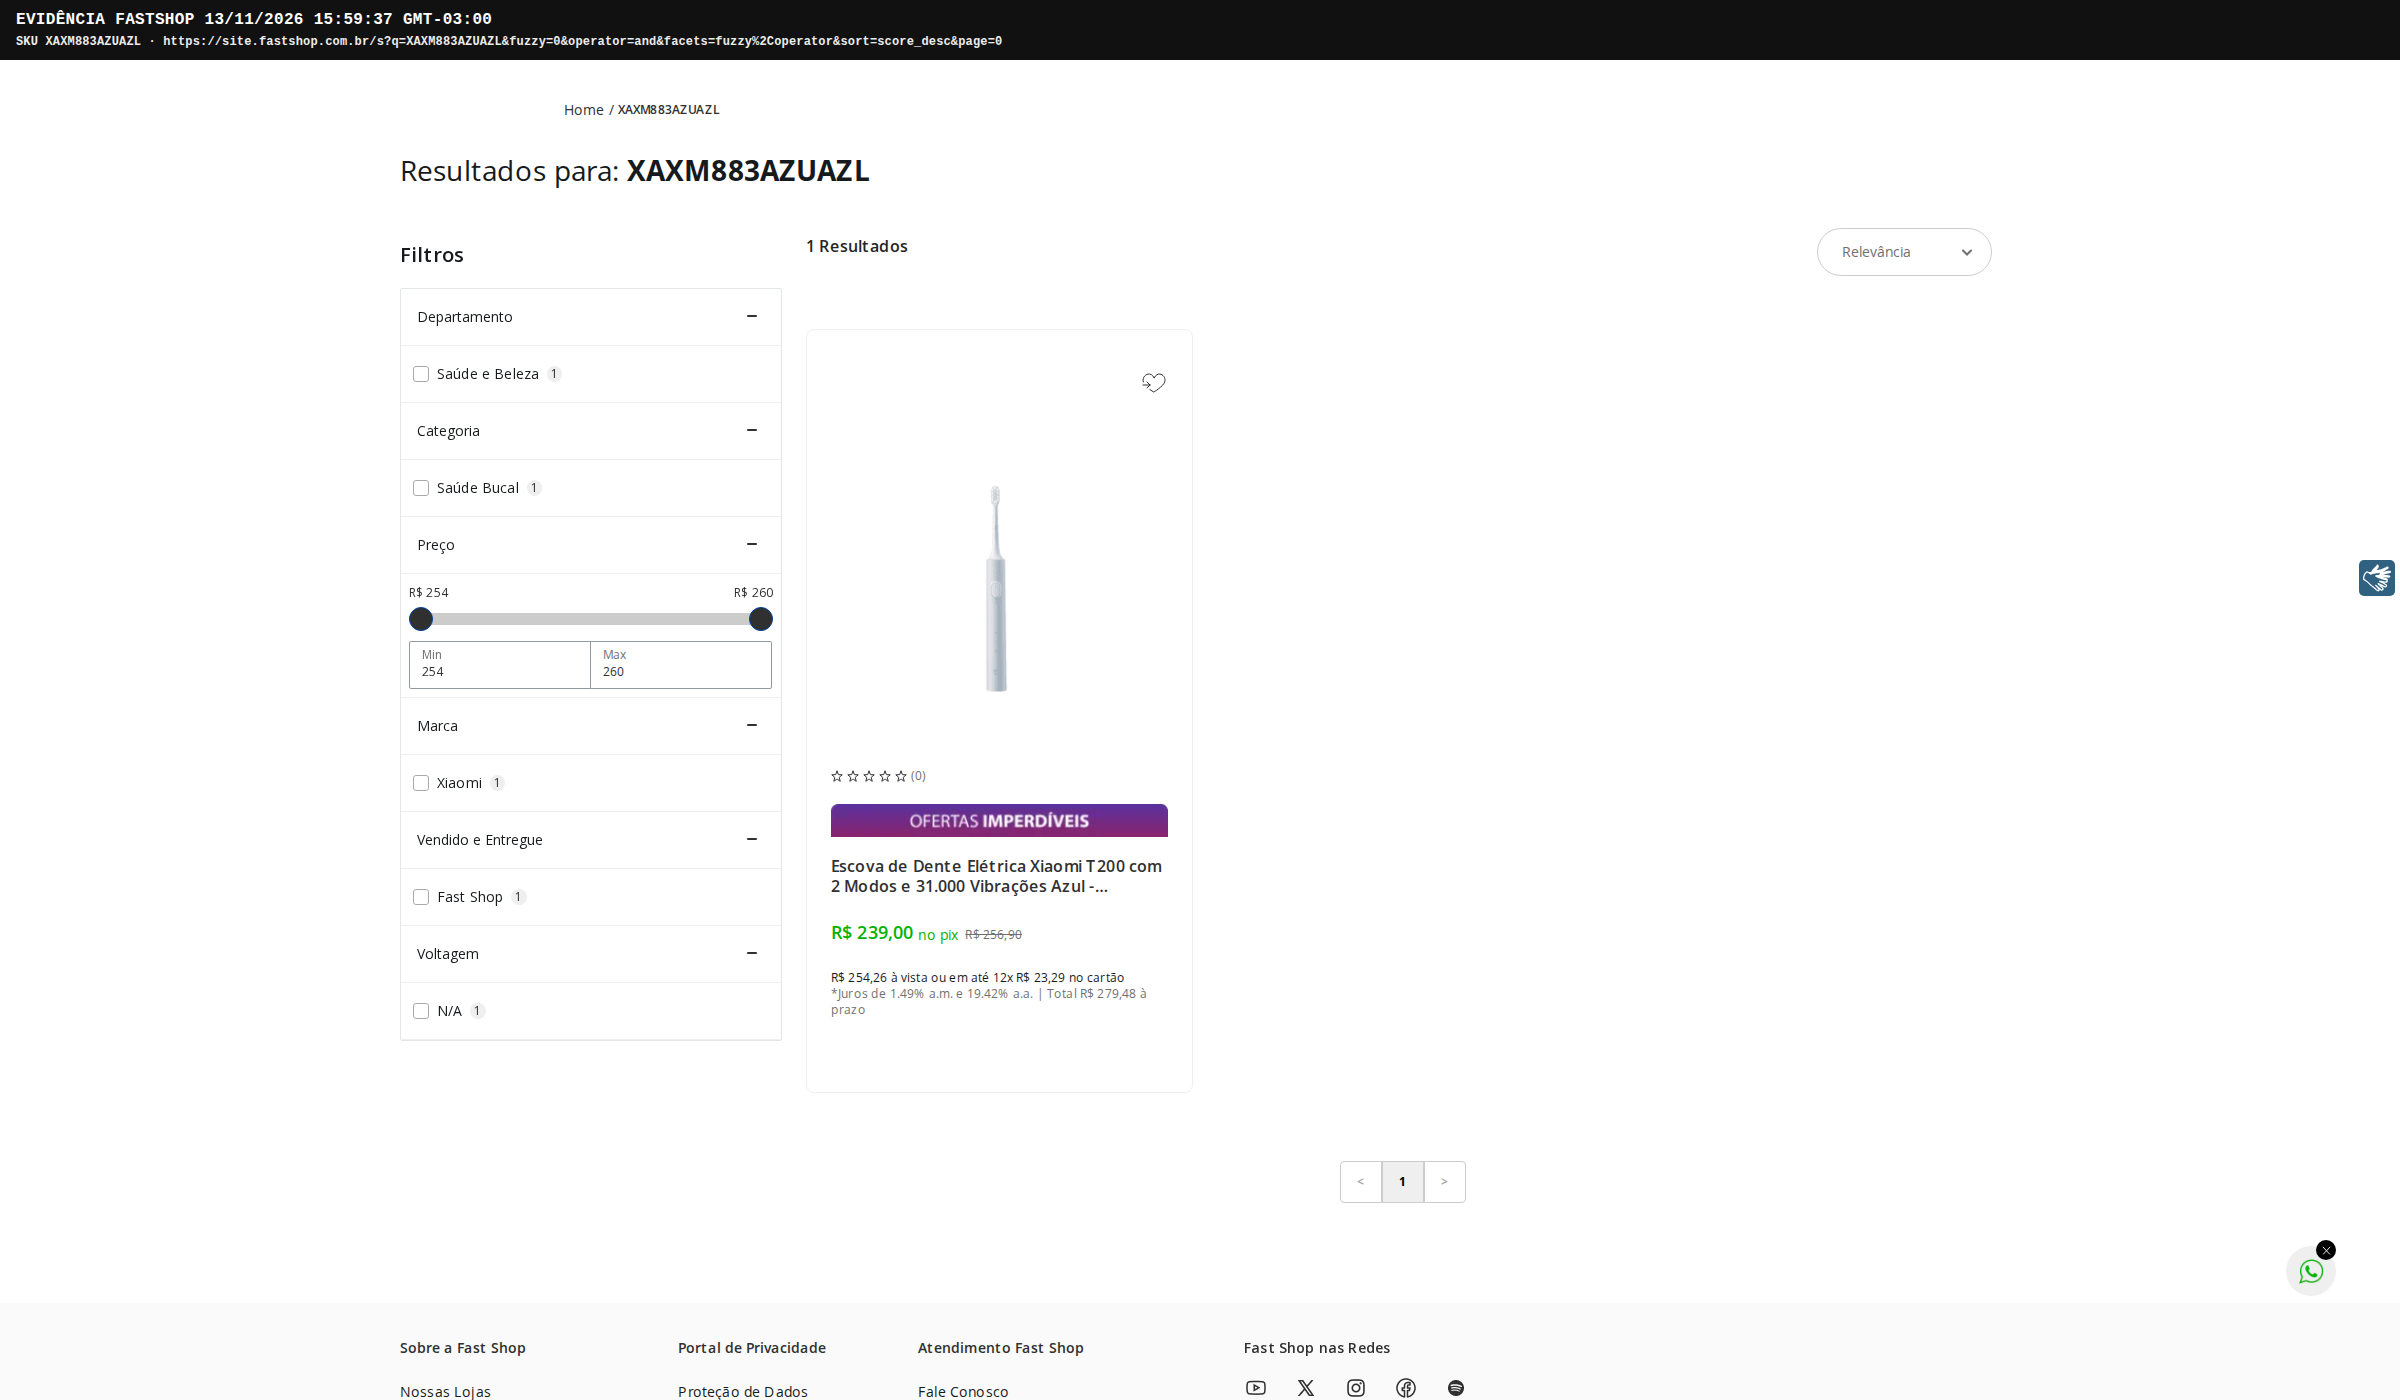 EVIDÊNCIA FASTSHOP 13/11/2026 15:59:37 GMT-03:00
SKU XAXM883AZUAZL · https://site.fastshop.com.br/s?q=XAXM883AZUAZL&fuzzy=0&operator=and&facets=fuzzy%2Coperator&sort=score_desc&page=0
Home / XAXM883AZUAZL
Resultados para: XAXM883AZUAZL
Filtros
1 Resultados
Relevância
Departamento
Saúde e Beleza 1
Categoria
Saúde Bucal 1
Preço
R$ 254 R$ 260
Min Max
254 260
Marca
Xiaomi 1
Vendido e Entregue
Fast Shop 1
Voltagem
N/A 1
(0)
OFERTAS IMPERDÍVEIS
Escova de Dente Elétrica Xiaomi T200 com
2 Modos e 31.000 Vibrações Azul -...
R$ 239,00 no pix R$ 256,90
R$ 254,26 à vista ou em até 12x R$ 23,29 no cartão
*Juros de 1.49% a.m. e 19.42% a.a. | Total R$ 279,48 à
prazo
< 1 >
Sobre a Fast Shop Portal de Privacidade Atendimento Fast Shop Fast Shop nas Redes
Nossas Lojas Proteção de Dados Fale Conosco